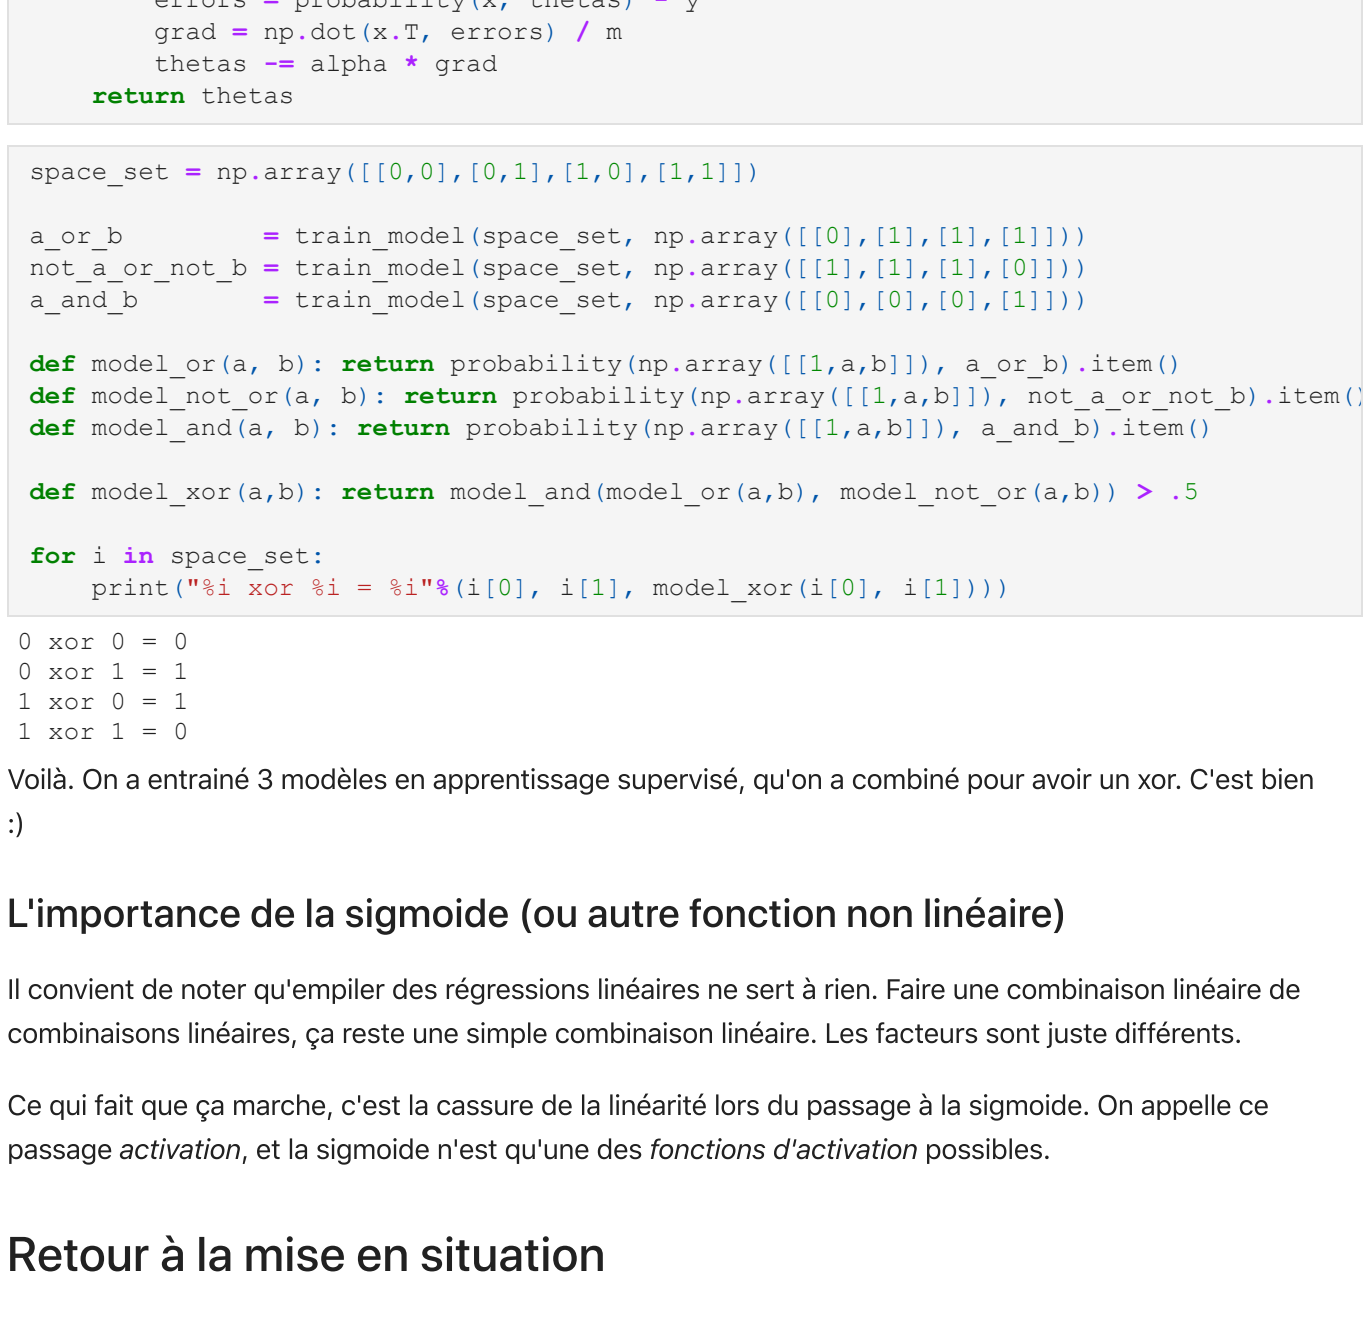 errors = probability(x, thetas) - y
grad = np.dot(x.T, errors) / m
thetas -= alpha * grad
return thetas
space_set = np.array([[0,0],[0,1],[1,0],[1,1]])
a_or_b         = train_model(space_set, np.array([[0],[1],[1],[1]]))
not_a_or_not_b = train_model(space_set, np.array([[1],[1],[1],[0]]))
a_and_b        = train_model(space_set, np.array([[0],[0],[0],[1]]))
def model_or(a, b): return probability(np.array([[1,a,b]]), a_or_b).item()
def model_not_or(a, b): return probability(np.array([[1,a,b]]), not_a_or_not_b).item()
def model_and(a, b): return probability(np.array([[1,a,b]]), a_and_b).item()
def model_xor(a,b): return model_and(model_or(a,b), model_not_or(a,b)) > .5
for i in space_set:
print("%i xor %i = %i"%(i[0], i[1], model_xor(i[0], i[1])))
0 xor 0 = 0
0 xor 1 = 1
1 xor 0 = 1
1 xor 1 = 0
Voilà. On a entrainé 3 modèles en apprentissage supervisé, qu'on a combiné pour avoir un xor. C'est bien
:)
L'importance de la sigmoide (ou autre fonction non linéaire)
Il convient de noter qu'empiler des régressions linéaires ne sert à rien. Faire une combinaison linéaire de
combinaisons linéaires, ça reste une simple combinaison linéaire. Les facteurs sont juste différents.
Ce qui fait que ça marche, c'est la cassure de la linéarité lors du passage à la sigmoide. On appelle ce
passage activation, et la sigmoide n'est qu'une des fonctions d'activation possibles.
Retour à la mise en situation